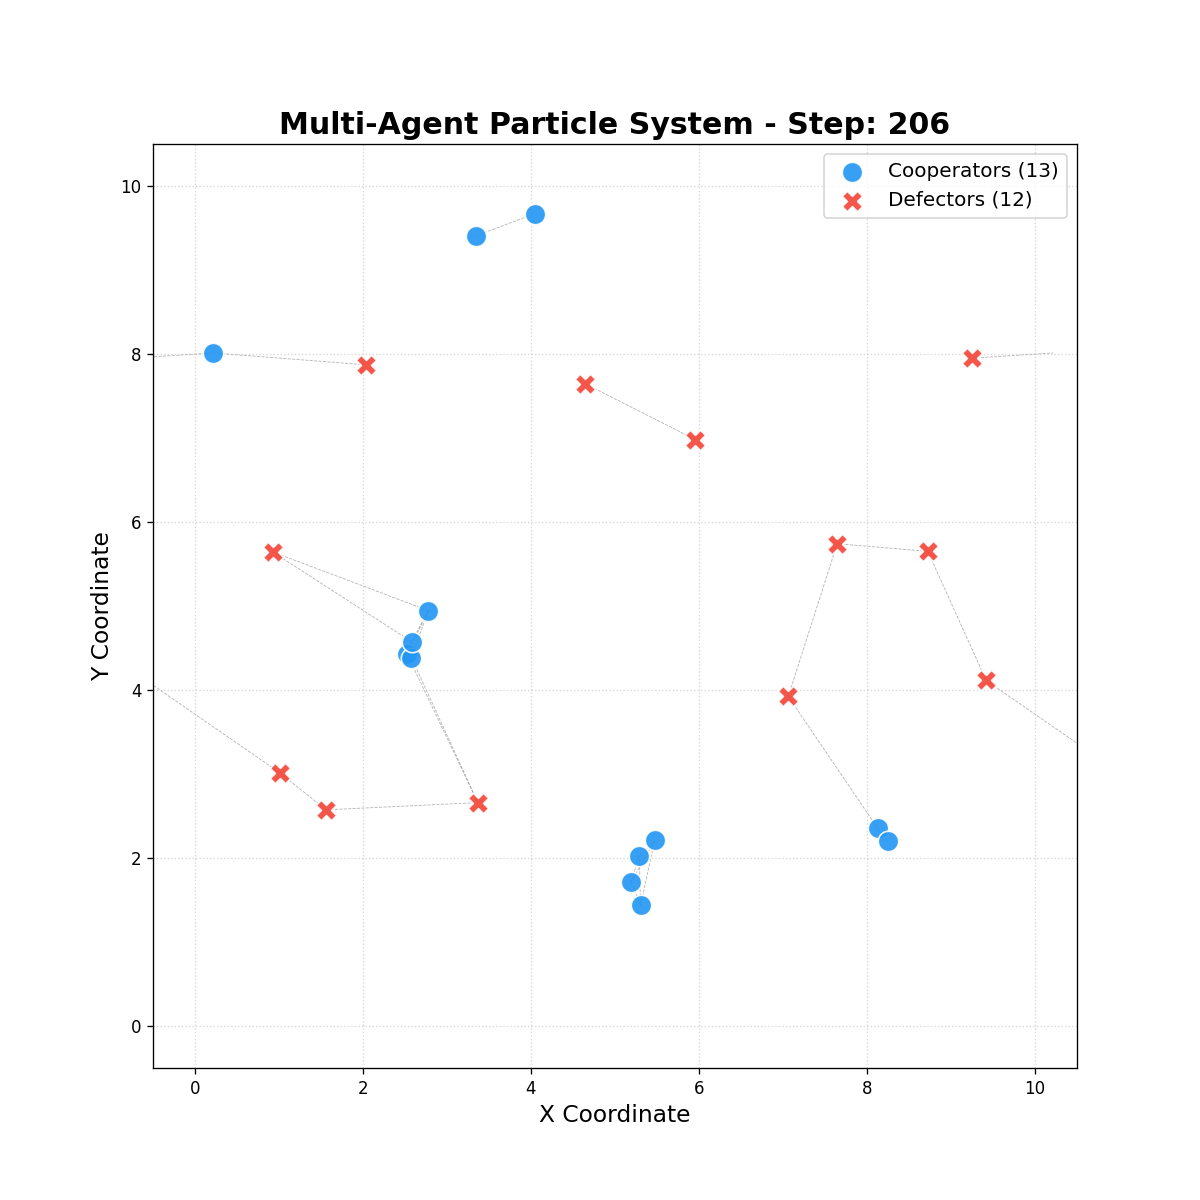 Multi-Agent Particle System - Step: 206
Cooperators (13)
Defectors (12)
10
8
6
4
2
0
Y Coordinate
0 2 4 6 8 10
X Coordinate